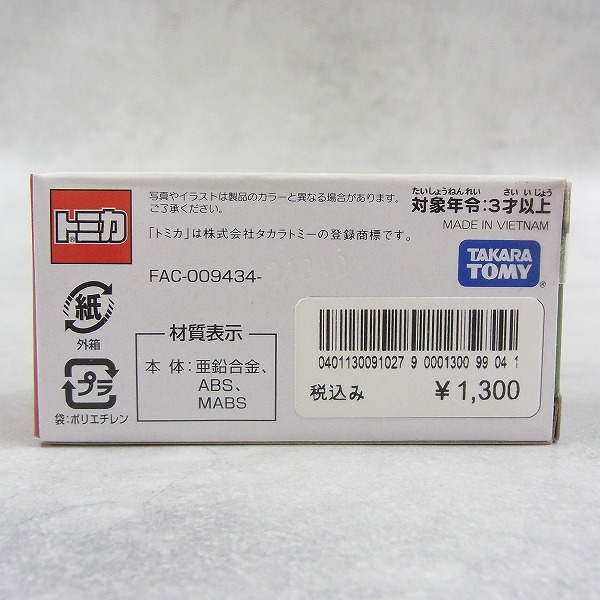 トミカ
写真やイラストは製品のカラーと異なる場合があります。
ご了承ください。
「トミカ」は株式会社タカラトミーの登録商標です。
たいしょうねんれい さい いじょう
対象年令:3才以上
MADE IN VIETNAM
TAKARA
TOMY
FAC-009434-
紙
外箱
プラ
袋:ポリエチレン
材質表示
本 体:亜鉛合金、
ABS、
MABS
0401130091027 9 0001300 99 04 1
税込み ¥1,300